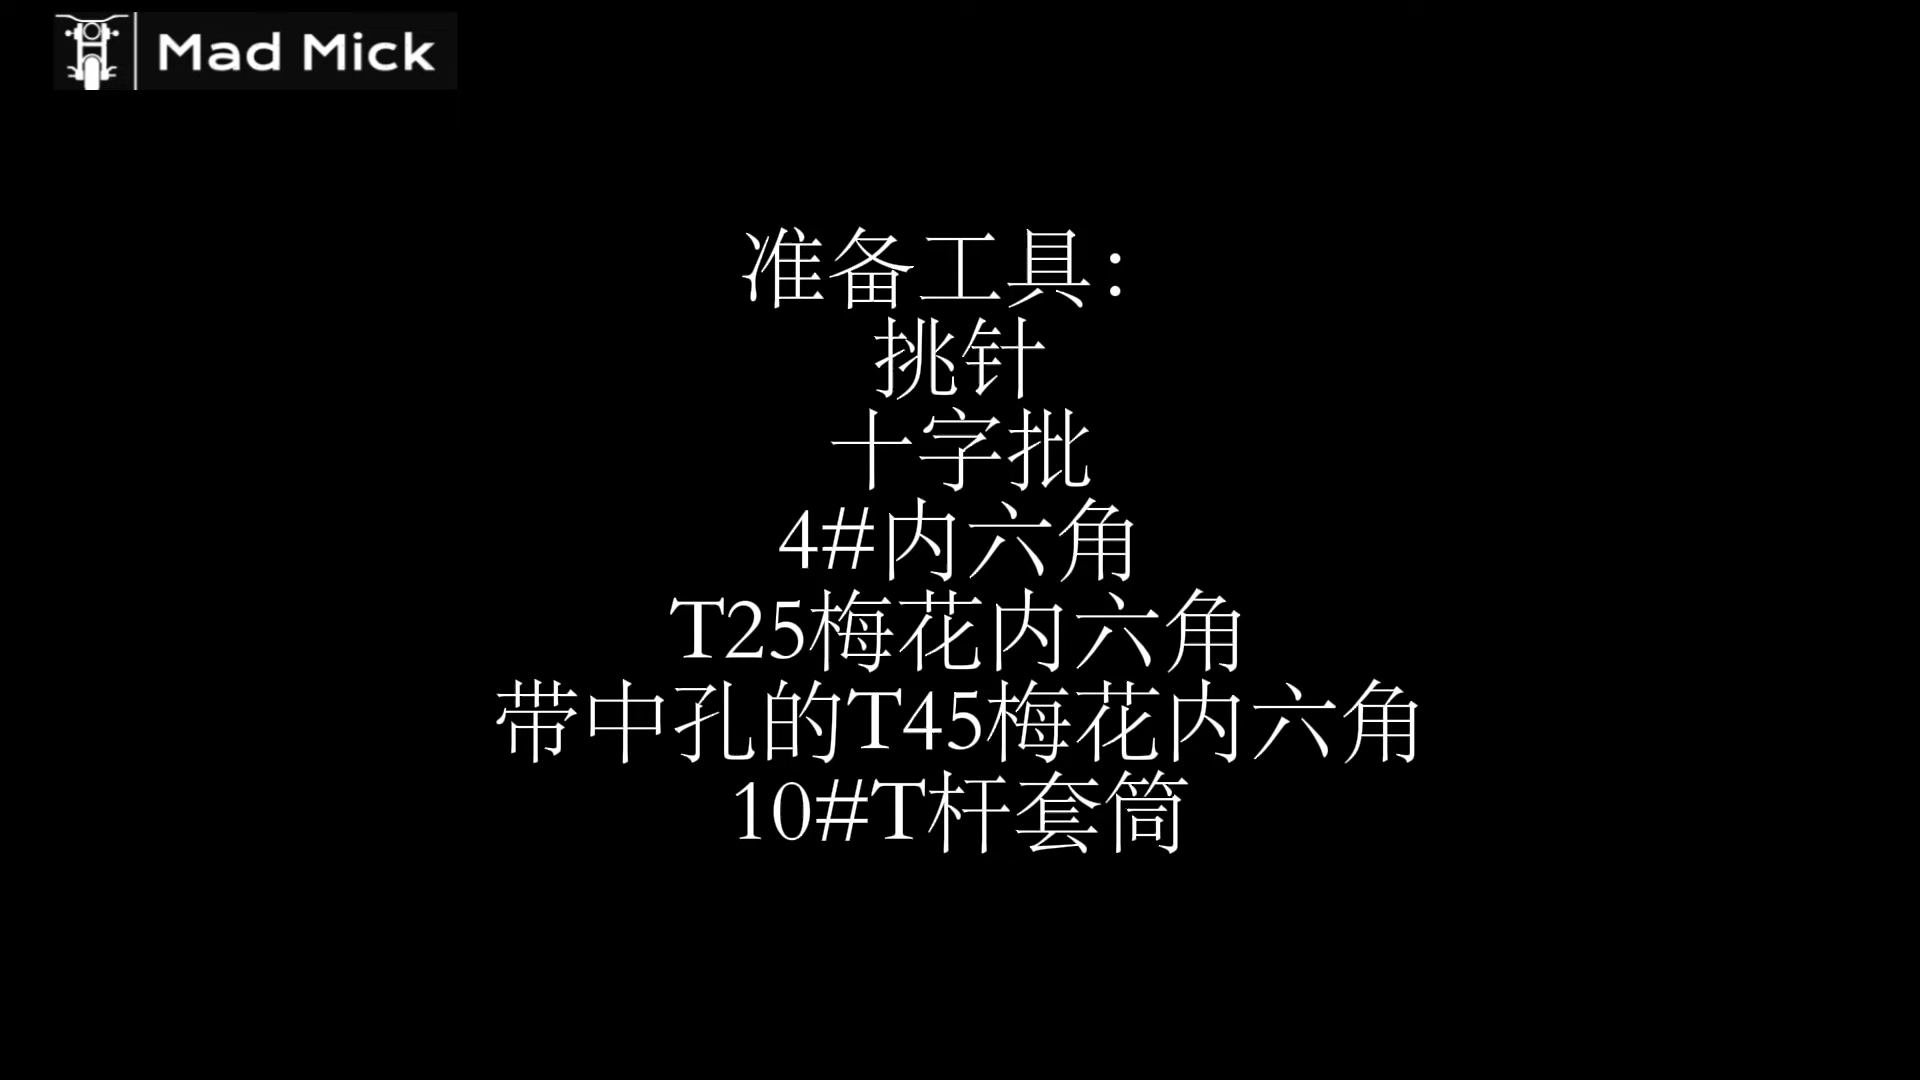 Mad Mick
准备工具：
挑针
十字批
4#内六角
T25梅花内六角
带中孔的T45梅花内六角
10#T杆套筒